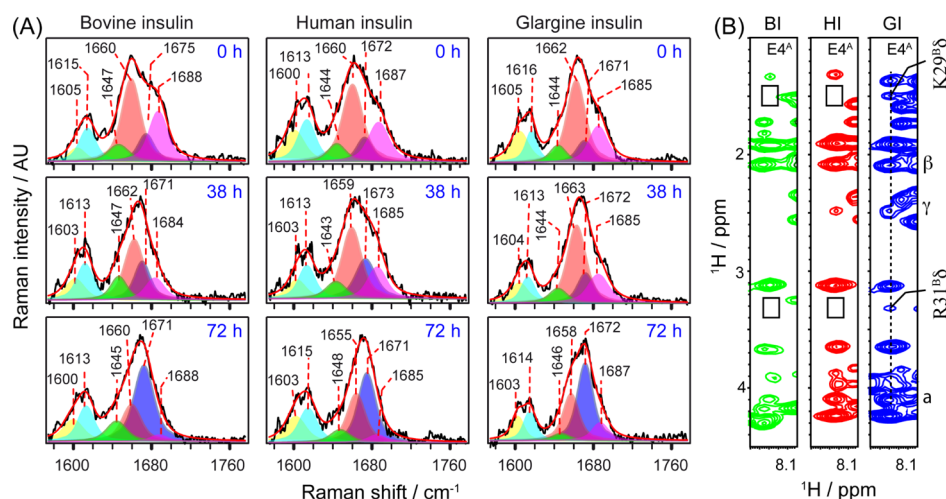 (A) Bovine insulin Human insulin Glargine insulin
Raman intensity / AU
0 h
1660 1675
1615 1688
1605 1647
0 h
1660 1672
1613 1687
1600 1644
0 h
1662
1616 1671
1605 1644 1685
38 h
1662 1671
1613 1647 1684
1603
38 h
1659 1673
1613 1685
1603 1643
38 h
1663 1672
1613 1644 1685
1604
72 h
1660 1671
1613 1645 1688
1600
72 h
1655
1615 1648 1671
1603 1685
72 h
1658 1672
1614 1646 1687
1603
1600 1680 1760 1600 1680 1760 1600 1680 1760
Raman shift / cm⁻¹
(B) BI HI GI
E4ᴬ E4ᴬ E4ᴬ
K29ᴮδ
β
γ
R31ᴮδ
a
1
2
3
4
¹H / ppm
8.1 8.1 8.1
¹H / ppm